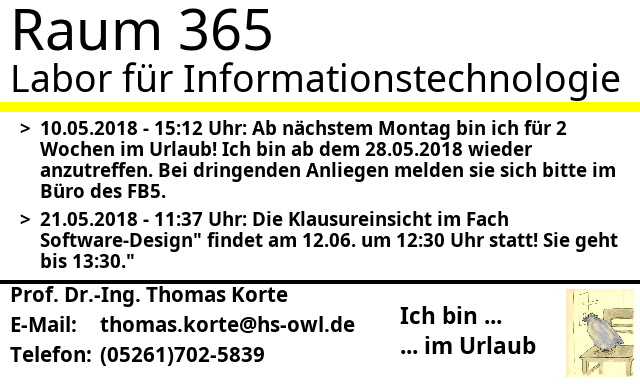 Raum 365
Labor für Informationstechnologie
> 10.05.2018 - 15:12 Uhr: Ab nächstem Montag bin ich für 2
Wochen im Urlaub! Ich bin ab dem 28.05.2018 wieder
anzutreffen. Bei dringenden Anliegen melden sie sich bitte im
Büro des FB5.
> 21.05.2018 - 11:37 Uhr: Die Klausureinsicht im Fach
Software-Design" findet am 12.06. um 12:30 Uhr statt! Sie geht
bis 13:30."
Prof. Dr.-Ing. Thomas Korte
E-Mail: thomas.korte@hs-owl.de
Telefon: (05261)702-5839
Ich bin ...
... im Urlaub